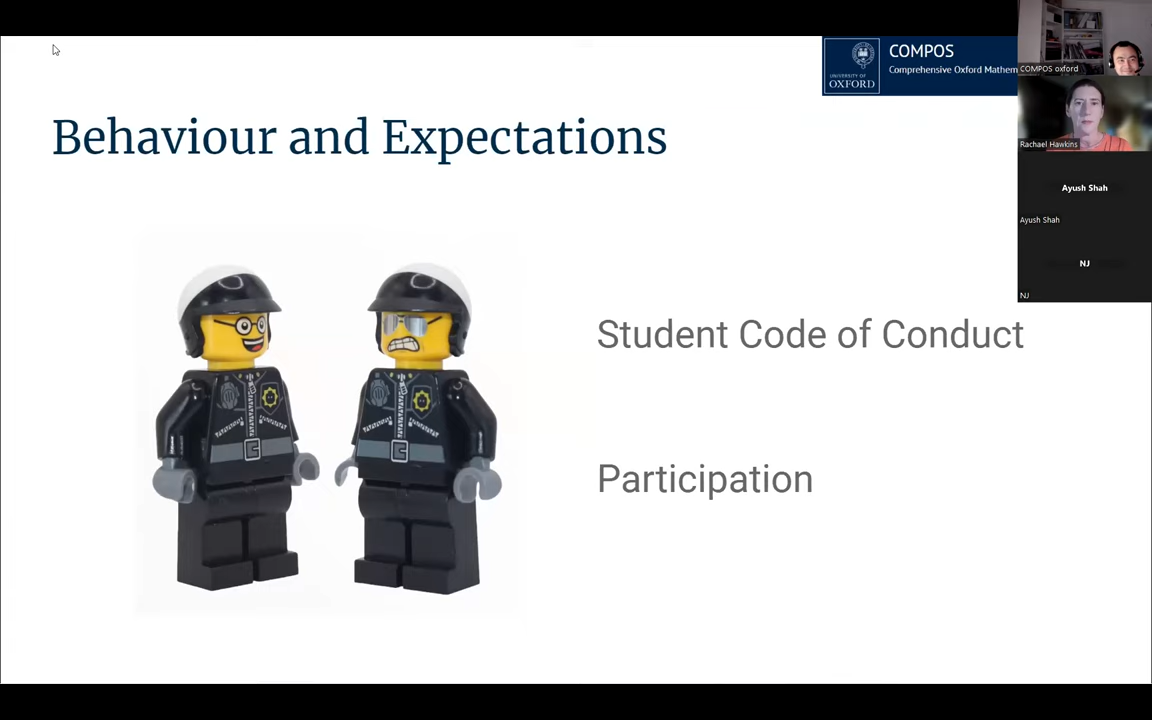 COMPOS
Comprehensive Oxford Mathem
UNIVERSITY OF
OXFORD
Behaviour and Expectations
Student Code of Conduct
Participation
COMPOS oxford
Rachael Hawkins
Ayush Shah
Ayush Shah
NJ
NJ